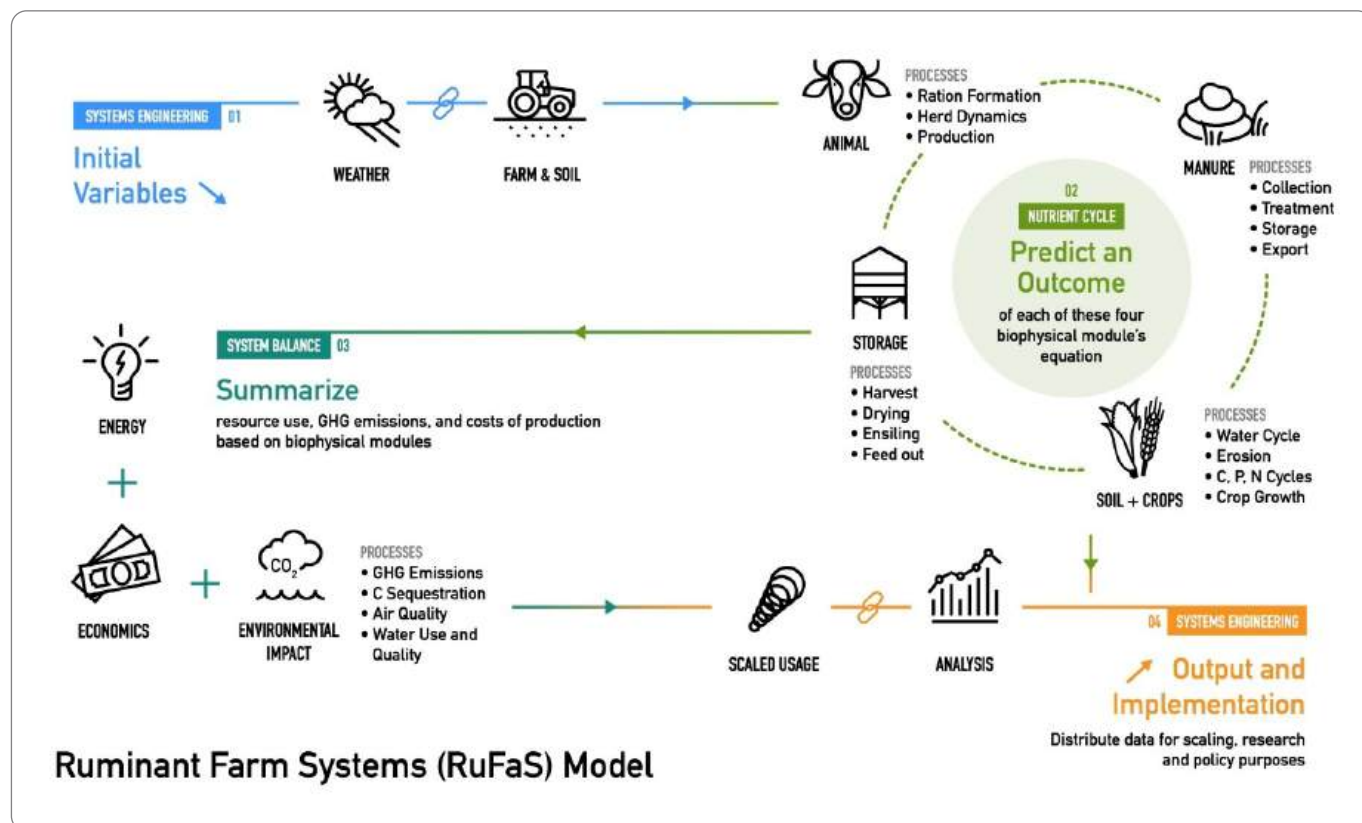 SYSTEMS ENGINEERING 01
Initial
Variables
WEATHER
FARM & SOIL
ANIMAL
PROCESSES
• Ration Formation
• Herd Dynamics
• Production
MANURE
PROCESSES
• Collection
• Treatment
• Storage
• Export
02
NUTRIENT CYCLE
Predict an
Outcome
of each of these four
biophysical module's
equation
STORAGE
PROCESSES
• Harvest
• Drying
• Ensiling
• Feed out
SOIL + CROPS
PROCESSES
• Water Cycle
• Erosion
• C, P, N Cycles
• Crop Growth
SYSTEM BALANCE 03
Summarize
resource use, GHG emissions, and costs of production
based on biophysical modules
ENERGY
+
ECONOMICS
+
CO₂
ENVIRONMENTAL
IMPACT
PROCESSES
• GHG Emissions
• C Sequestration
• Air Quality
• Water Use and
Quality
SCALED USAGE
ANALYSIS
04 SYSTEMS ENGINEERING
Output and
Implementation
Distribute data for scaling, research
and policy purposes
Ruminant Farm Systems (RuFaS) Model